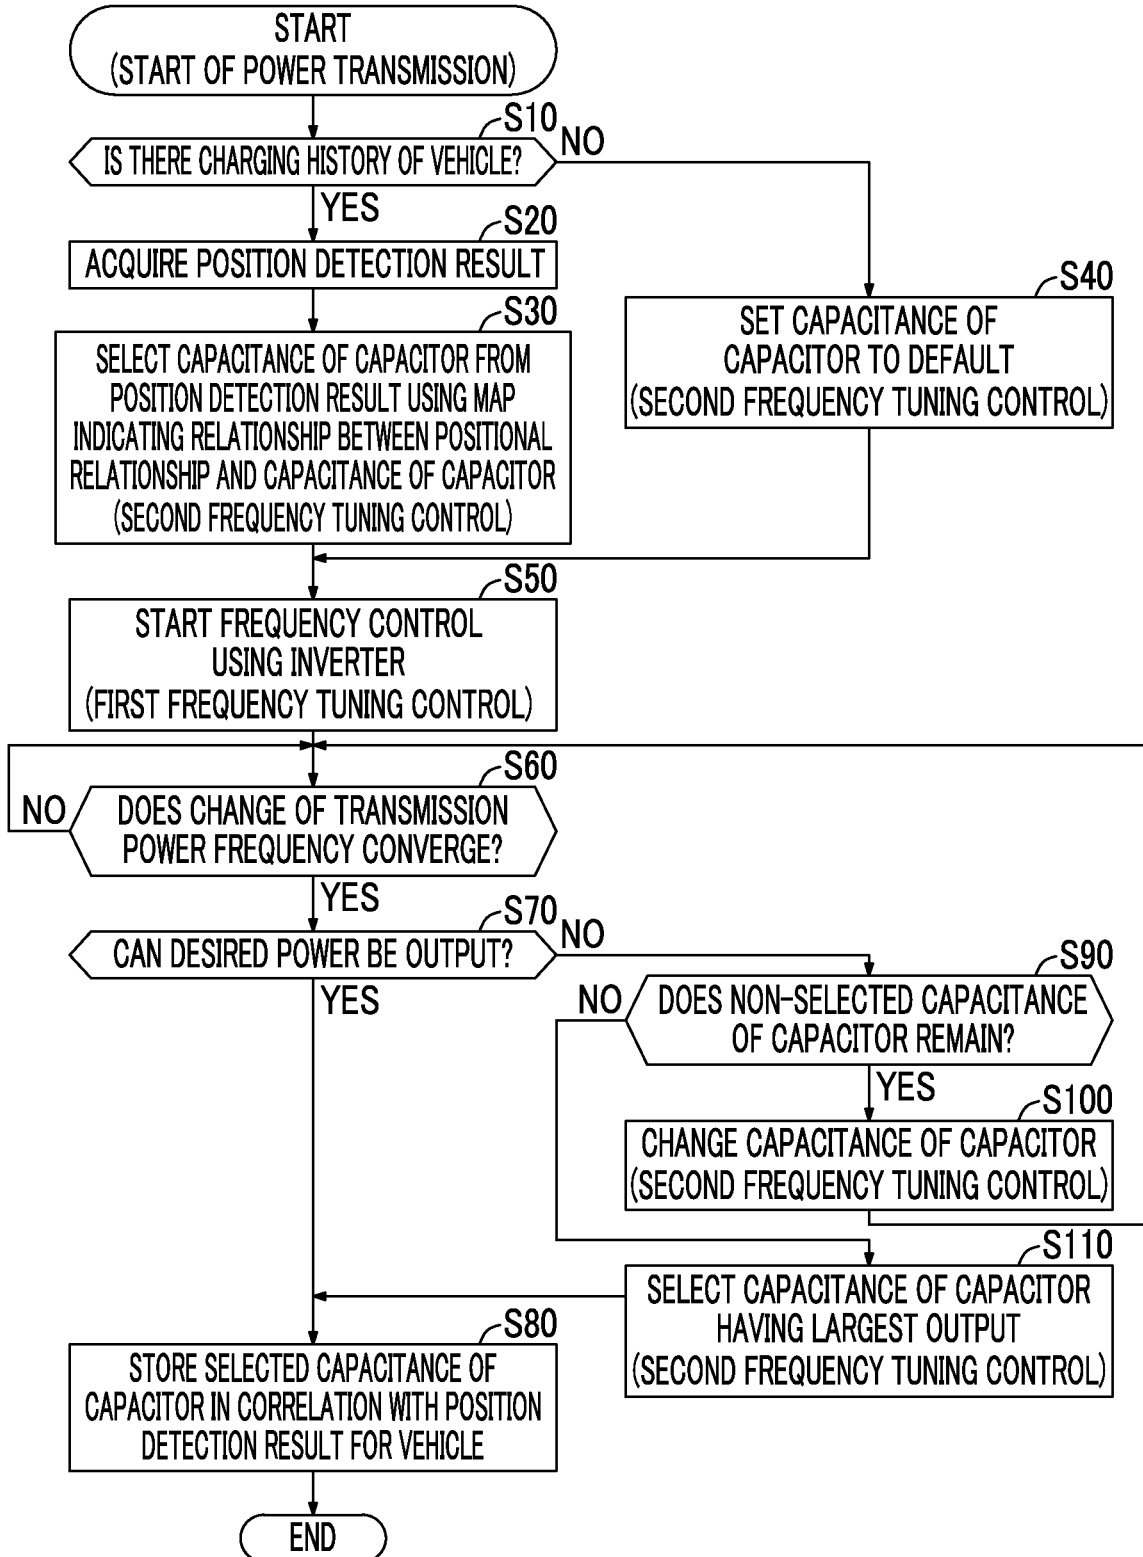 START
(START OF POWER TRANSMISSION)
S10
IS THERE CHARGING HISTORY OF VEHICLE?
NO
YES
S20
ACQUIRE POSITION DETECTION RESULT
S30
SELECT CAPACITANCE OF CAPACITOR FROM
POSITION DETECTION RESULT USING MAP
INDICATING RELATIONSHIP BETWEEN POSITIONAL
RELATIONSHIP AND CAPACITANCE OF CAPACITOR
(SECOND FREQUENCY TUNING CONTROL)
S40
SET CAPACITANCE OF
CAPACITOR TO DEFAULT
(SECOND FREQUENCY TUNING CONTROL)
S50
START FREQUENCY CONTROL
USING INVERTER
(FIRST FREQUENCY TUNING CONTROL)
S60
NO
DOES CHANGE OF TRANSMISSION
POWER FREQUENCY CONVERGE?
YES
S70
CAN DESIRED POWER BE OUTPUT?
NO
YES
S90
NO
DOES NON-SELECTED CAPACITANCE
OF CAPACITOR REMAIN?
YES
S100
CHANGE CAPACITANCE OF CAPACITOR
(SECOND FREQUENCY TUNING CONTROL)
S110
SELECT CAPACITANCE OF CAPACITOR
HAVING LARGEST OUTPUT
(SECOND FREQUENCY TUNING CONTROL)
S80
STORE SELECTED CAPACITANCE OF
CAPACITOR IN CORRELATION WITH POSITION
DETECTION RESULT FOR VEHICLE
END